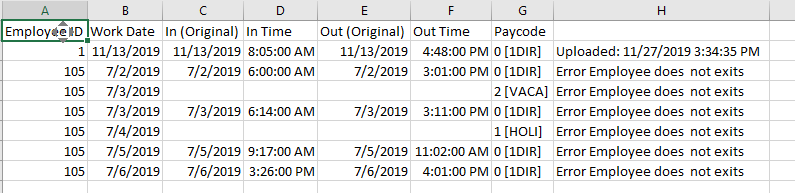 A B C D E F G H
Employee ID Work Date In (Original) In Time Out (Original) Out Time Paycode
1 11/13/2019 11/13/2019 8:05:00 AM 11/13/2019 4:48:00 PM 0 [1DIR] Uploaded: 11/27/2019 3:34:35 PM
105 7/2/2019 7/2/2019 6:00:00 AM 7/2/2019 3:01:00 PM 0 [1DIR] Error Employee does not exits
105 7/3/2019 2 [VACA] Error Employee does not exits
105 7/3/2019 7/3/2019 6:14:00 AM 7/3/2019 3:11:00 PM 0 [1DIR] Error Employee does not exits
105 7/4/2019 1 [HOLI] Error Employee does not exits
105 7/5/2019 7/5/2019 9:17:00 AM 7/5/2019 11:02:00 AM 0 [1DIR] Error Employee does not exits
105 7/6/2019 7/6/2019 3:26:00 PM 7/6/2019 4:01:00 PM 0 [1DIR] Error Employee does not exits